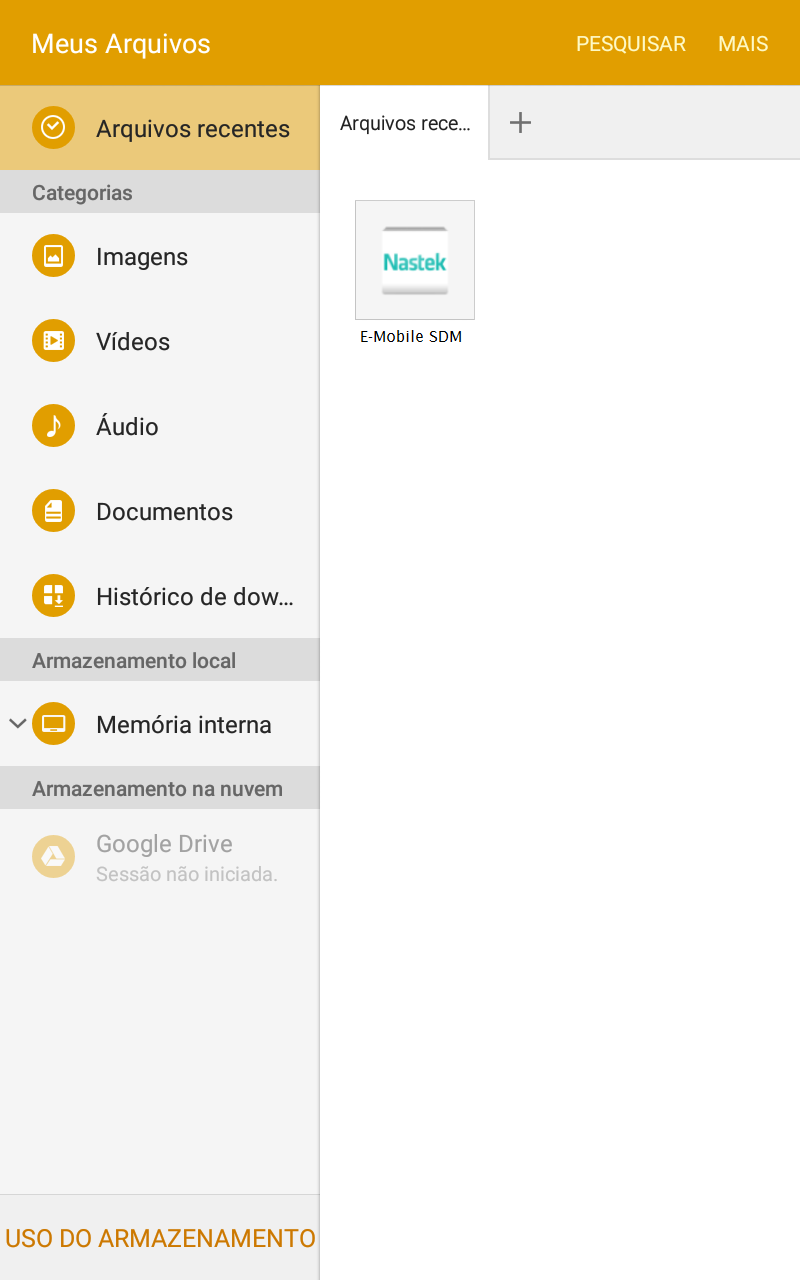 Meus Arquivos
PESQUISAR
MAIS
Arquivos recentes
Categorias
Imagens
Vídeos
Áudio
Documentos
Histórico de dow...
Armazenamento local
Memória interna
Armazenamento na nuvem
Google Drive
Sessão não iniciada.
USO DO ARMAZENAMENTO
Arquivos rece...
Nastek
E-Mobile SDM